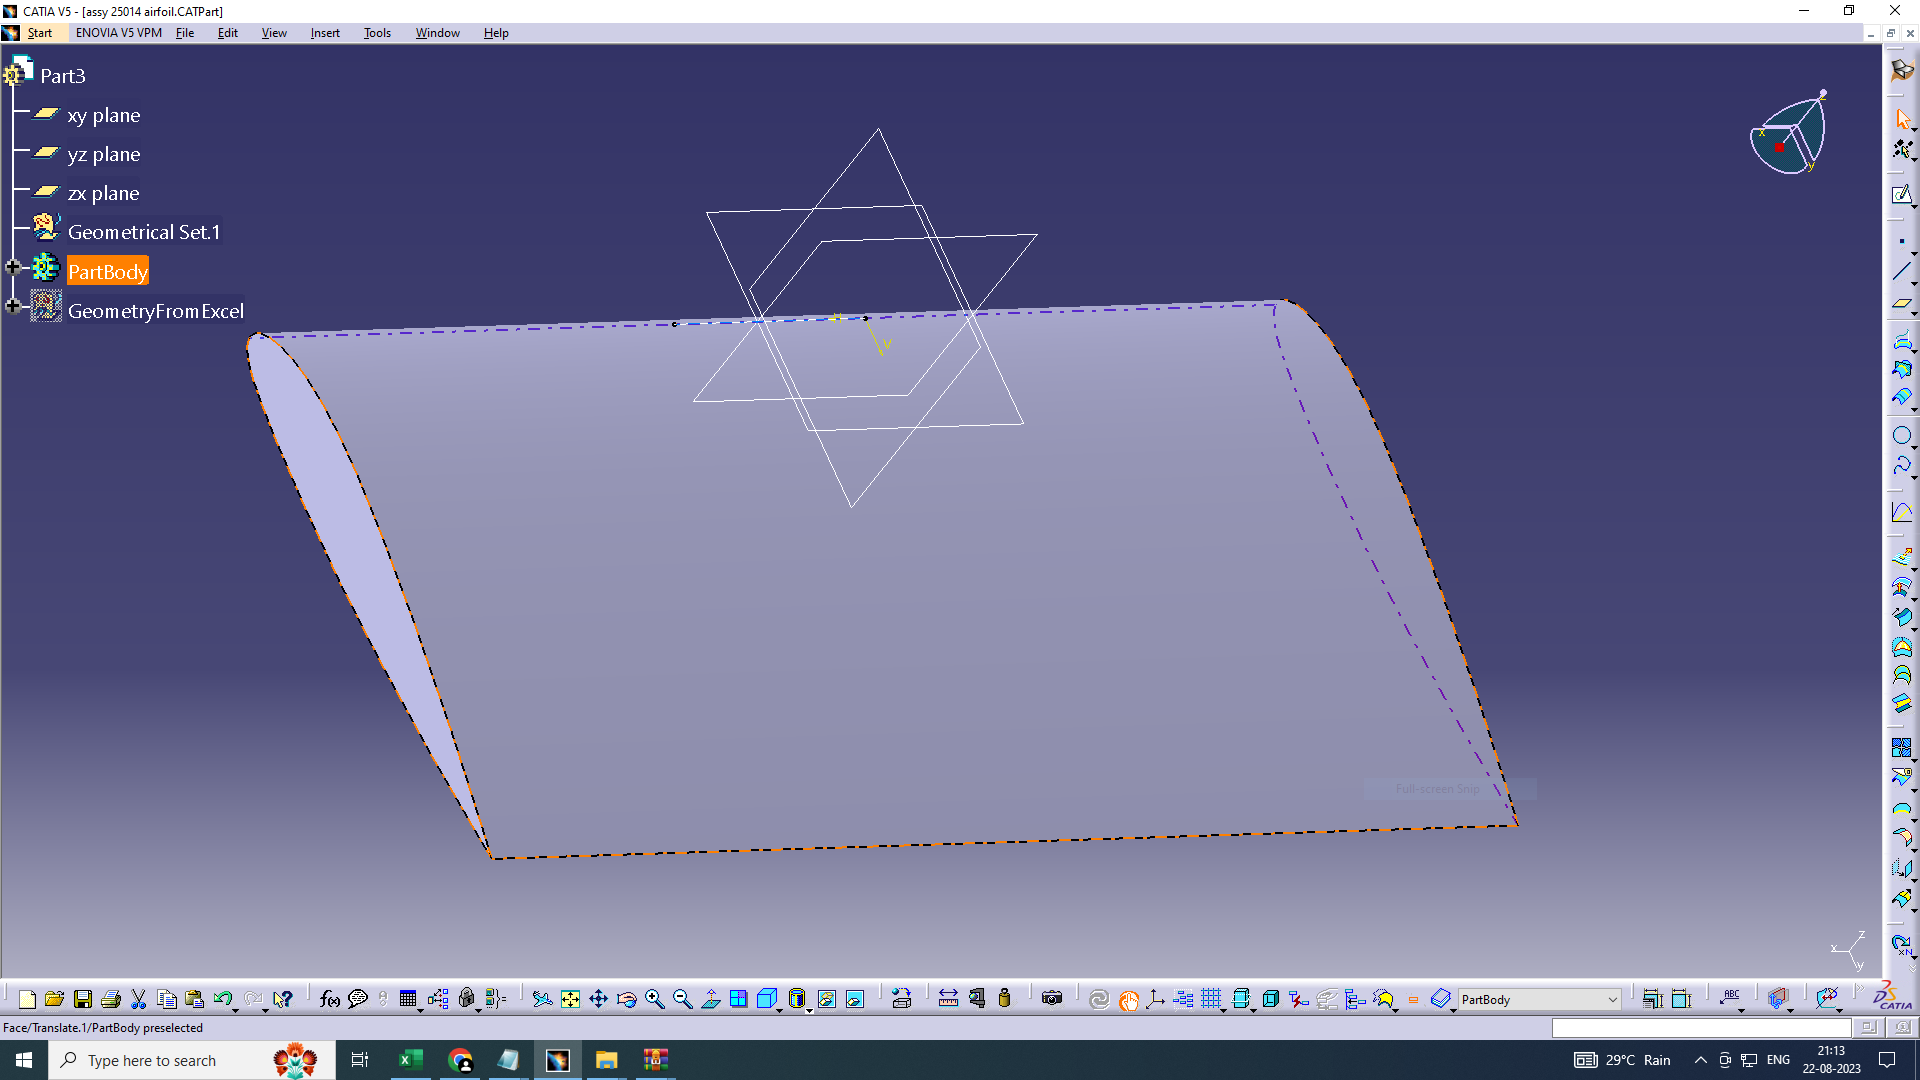 CATIA V5 - [assy 25014 airfoil.CATPart]
Start ENOVIA V5 VPM File Edit View Insert Tools Window Help
Part3
xy plane
yz plane
zx plane
Geometrical Set.1
PartBody
GeometryFromExcel
z
x
y
V
Full-screen Snip
z
x
y
f(x)
ABC
PartBody
CATIA
Face/Translate.1/PartBody preselected
Type here to search
29°C Rain
ENG
21:13
22-08-2023